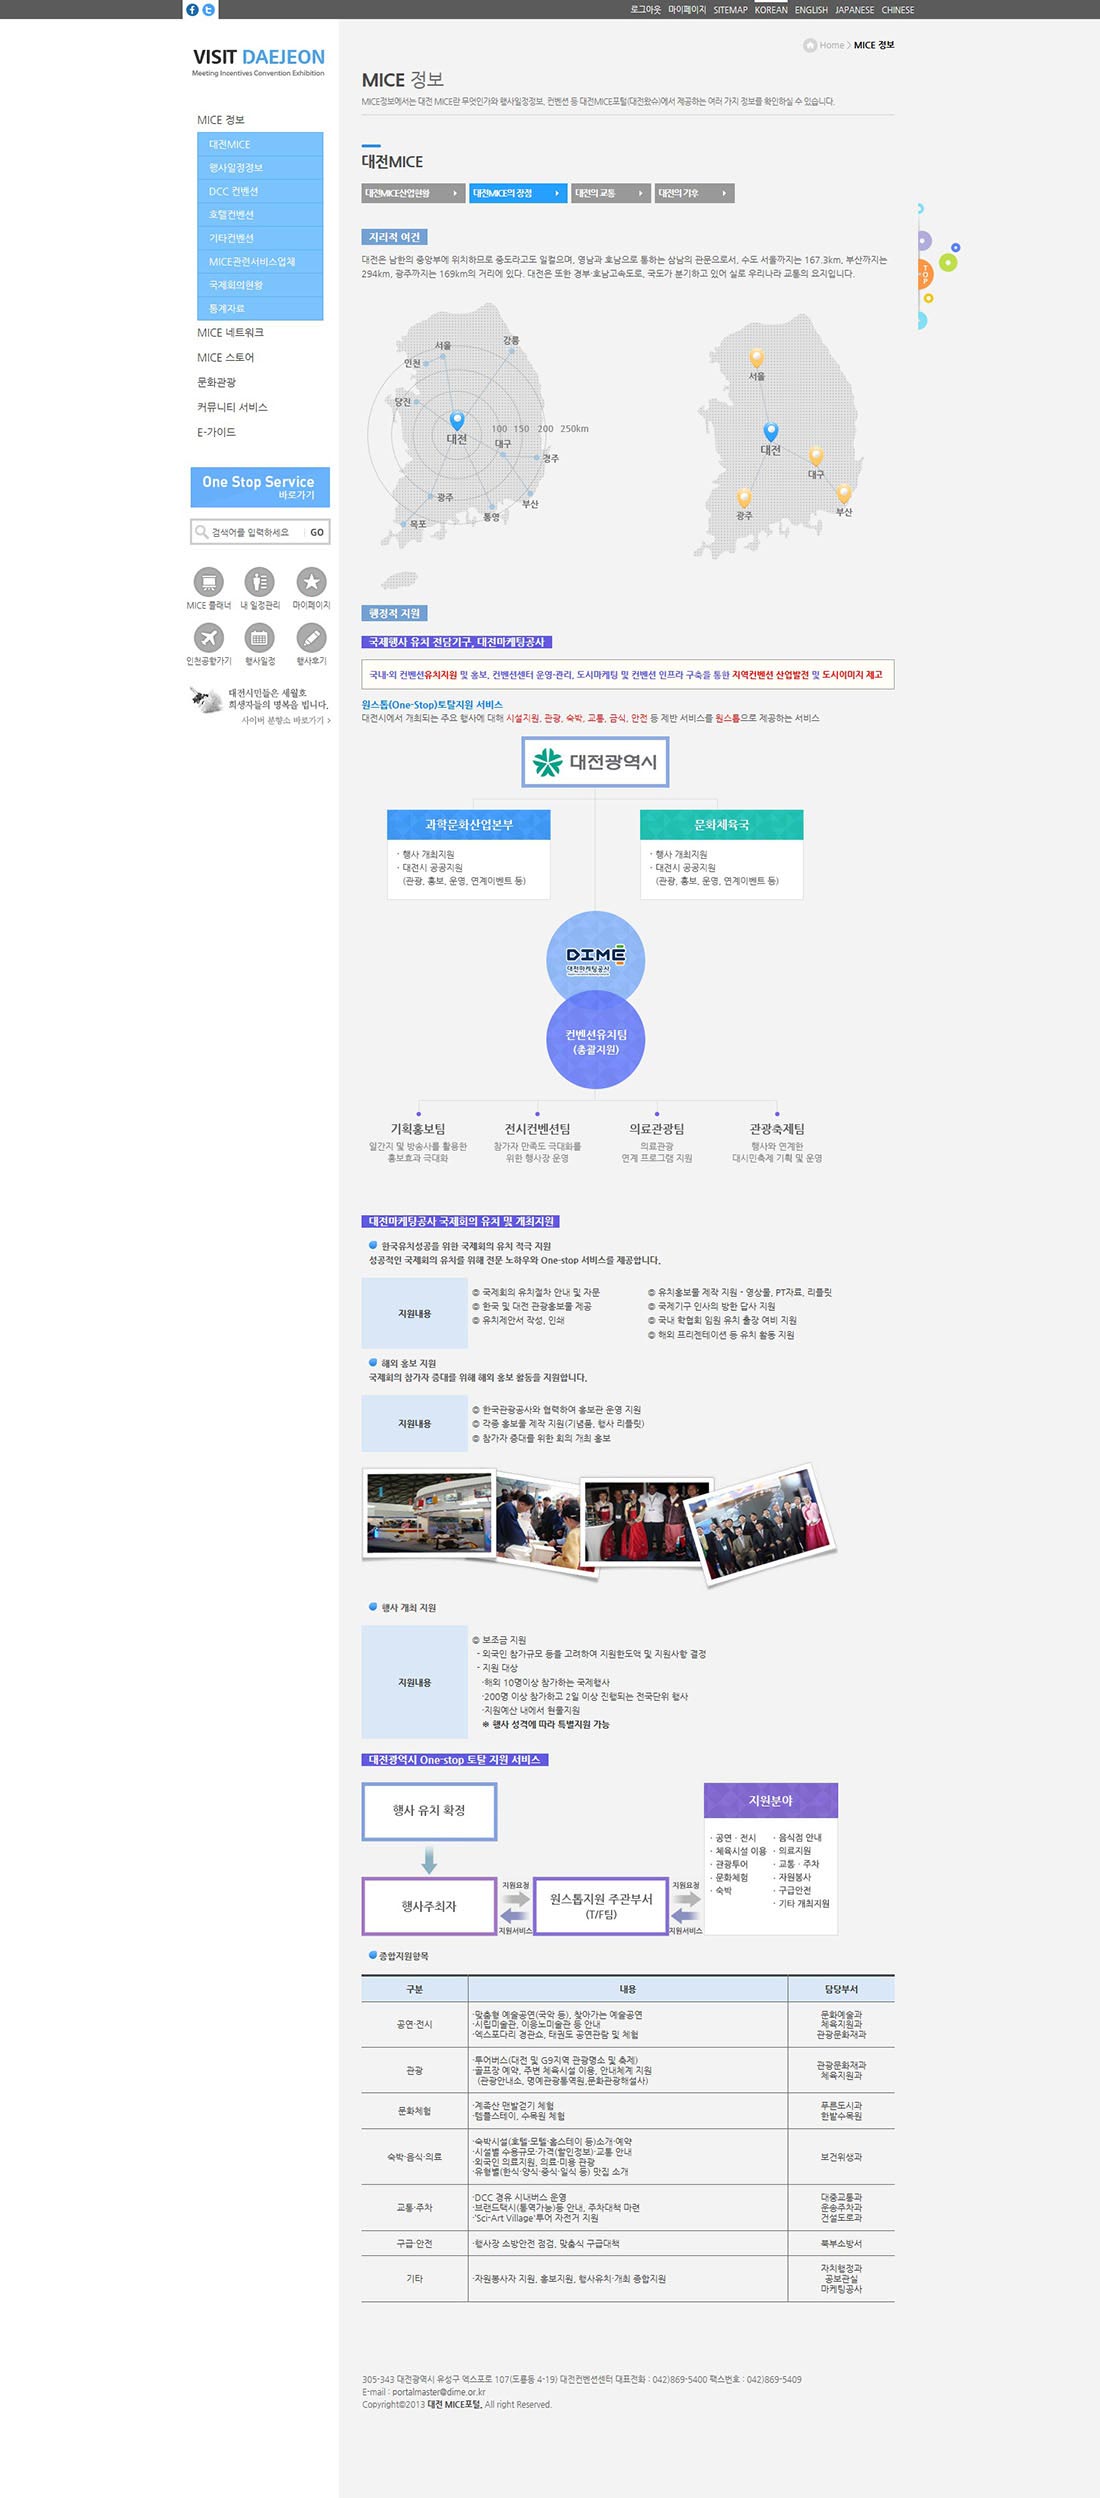 로그아웃 마이페이지 SITEMAP KOREAN ENGLISH JAPANESE CHINESE
VISIT DAEJEON
Meeting Incentives Convention Exhibition
MICE 정보
대전MICE
행사일정정보
DCC 컨벤션
호텔컨벤션
기타컨벤션
MICE관련서비스업체
국제회의현황
통계자료
MICE 네트워크
MICE 스토어
문화관광
커뮤니티 서비스
E-가이드
One Stop Service
바로가기
검색어를 입력하세요 GO
MICE 플래너 내 일정관리 마이페이지
인천공항가기 행사일정 행사후기
대전시민들은 세월호
희생자들의 명복을 빕니다.
사이버 분향소 바로가기 >
Home > MICE 정보
MICE 정보
MICE정보에서는 대전 MICE란 무엇인가와 행사일정정보, 컨벤션 등 대전MICE포털(대전왔슈)에서 제공하는 여러 가지 정보를 확인하실 수 있습니다.
대전MICE
대전MICE산업현황 대전MICE의 장점 대전의 교통 대전의 기후
TOP
지리적 여건
대전은 남한의 중앙부에 위치하므로 중도라고도 일컬으며, 영남과 호남으로 통하는 삼남의 관문으로서, 수도 서울까지는 167.3km, 부산까지는
294km, 광주까지는 169km의 거리에 있다. 대전은 또한 경부·호남고속도로, 국도가 분기하고 있어 실로 우리나라 교통의 요지입니다.
서울 강릉
인천
당진
대전
100 150 200 250km
대구
경주
광주
부산
목포 통영
서울
대전
대구
광주 부산
행정적 지원
국제행사 유치 전담기구, 대전마케팅공사
국내·외 컨벤션유치지원 및 홍보, 컨벤션센터 운영·관리, 도시마케팅 및 컨벤션 인프라 구축을 통한 지역컨벤션 산업발전 및 도시이미지 제고
원스톱(One-Stop)토탈지원 서비스
대전시에서 개최되는 주요 행사에 대해 시설지원, 관광, 숙박, 교통, 급식, 안전 등 제반 서비스를 원스톱으로 제공하는 서비스
대전광역시
과학문화산업본부
· 행사 개최지원
· 대전시 공공지원
(관광, 홍보, 운영, 연계이벤트 등)
문화체육국
· 행사 개최지원
· 대전시 공공지원
(관광, 홍보, 운영, 연계이벤트 등)
DIME
대전마케팅공사
컨벤션유치팀
(총괄지원)
기획홍보팀
일간지 및 방송사를 활용한
홍보효과 극대화
전시컨벤션팀
참가자 만족도 극대화를
위한 행사장 운영
의료관광팀
의료관광
연계 프로그램 지원
관광축제팀
행사와 연계한
대시민축제 기획 및 운영
대전마케팅공사 국제회의 유치 및 개최지원
한국유치성공을 위한 국제회의 유치 적극 지원
성공적인 국제회의 유치를 위해 전문 노하우와 One-stop 서비스를 제공합니다.
지원내용
◎ 국제회의 유치절차 안내 및 자문
◎ 한국 및 대전 관광홍보물 제공
◎ 유치제안서 작성, 인쇄
◎ 유치홍보물 제작 지원 - 영상물, PT자료, 리플릿
◎ 국제기구 인사의 방한 답사 지원
◎ 국내 학협회 임원 유치 출장 여비 지원
◎ 해외 프리젠테이션 등 유치 활동 지원
해외 홍보 지원
국제회의 참가자 증대를 위해 해외 홍보 활동을 지원합니다.
지원내용
◎ 한국관광공사와 협력하여 홍보관 운영 지원
◎ 각종 홍보물 제작 지원(기념품, 행사 리플릿)
◎ 참가자 증대를 위한 회의 개최 홍보
행사 개최 지원
지원내용
◎ 보조금 지원
- 외국인 참가규모 등를 고려하여 지원한도액 및 지원사항 결정
- 지원 대상
·해외 10명이상 참가하는 국제행사
·200명 이상 참가하고 2일 이상 진행되는 전국단위 행사
·지원예산 내에서 현물지원
※ 행사 성격에 따라 특별지원 가능
대전광역시 One-stop 토탈 지원 서비스
행사 유치 확정
행사주최자
지원요청
지원서비스
원스톱지원 주관부서
(T/F팀)
지원요청
지원서비스
지원분야
· 공연 · 전시 · 음식점 안내
· 체육시설 이용 · 의료지원
· 관광투어 · 교통 · 주차
· 문화체험 · 자원봉사
· 숙박 · 구급안전
· 기타 개최지원
종합지원항목
구분 내용 담당부서
공연·전시
·맞춤형 예술공연(국악 등), 찾아가는 예술공연
·시립미술관, 이응노미술관 등 안내
·엑스포다리 경관쇼, 태권도 공연관람 및 체험
문화예술과
체육지원과
관광문화재과
관광
·투어버스(대전 및 G9지역 관광명소 및 축제)
·골프장 예약, 주변 체육시설 이용, 안내체계 지원
(관광안내소, 명예관광통역원,문화관광해설사)
관광문화재과
체육지원과
문화체험
·계족산 맨발걷기 체험
·템플스테이, 수목원 체험
푸른도시과
한밭수목원
숙박·음식·의료
·숙박시설(호텔·모텔·홈스테이 등)소개·예약
·시설별 수용규모·가격(할인정보)·교통 안내
·외국인 의료지원, 의료·미용 관광
·유형별(한식·양식·중식·일식 등) 맛집 소개
보건위생과
교통·주차
·DCC 경유 시내버스 운영
·브랜드택시(통역가능)등 안내, 주차대책 마련
·'Sci-Art Village'투어 자전거 지원
대중교통과
운송주차과
건설도로과
구급·안전
·행사장 소방안전 점검, 맞춤식 구급대책
북부소방서
기타
·자원봉사자 지원, 홍보지원, 행사유치·개최 종합지원
자치행정과
공보관실
마케팅공사
305-343 대전광역시 유성구 엑스포로 107(도룡동 4-19) 대전컨벤션센터 대표전화 : 042)869-5400 팩스번호 : 042)869-5409
E-mail : portalmaster@dime.or.kr
Copyright©2013 대전 MICE포털. All right Reserved.